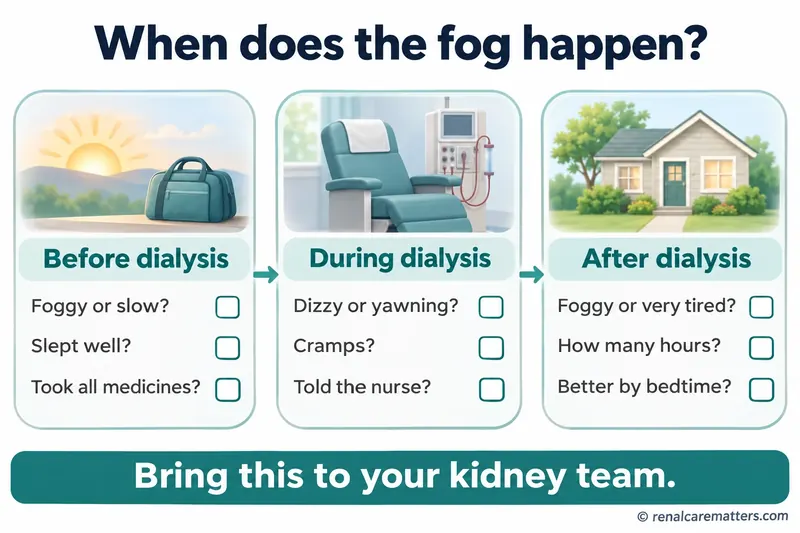 When does the fog happen?
Before dialysis
Foggy or slow?
Slept well?
Took all medicines?
During dialysis
Dizzy or yawning?
Cramps?
Told the nurse?
After dialysis
Foggy or very tired?
How many hours?
Better by bedtime?
Bring this to your kidney team.
© renalcarematters.com